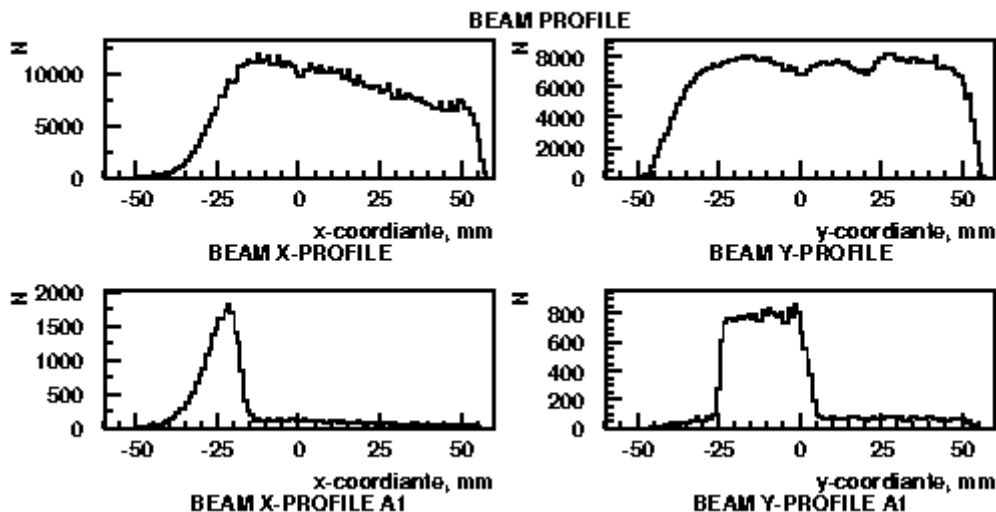 BEAM PROFILE
N
10000
5000
0
-50 -25 0 25 50
x-coordiante, mm
BEAM X-PROFILE
N
8000
6000
4000
2000
0
-50 -25 0 25 50
y-coordiante, mm
BEAM Y-PROFILE
N
2000
1500
1000
500
0
-50 -25 0 25 50
x-coordiante, mm
BEAM X-PROFILE A1
N
800
600
400
200
0
-50 -25 0 25 50
y-coordiante, mm
BEAM Y-PROFILE A1